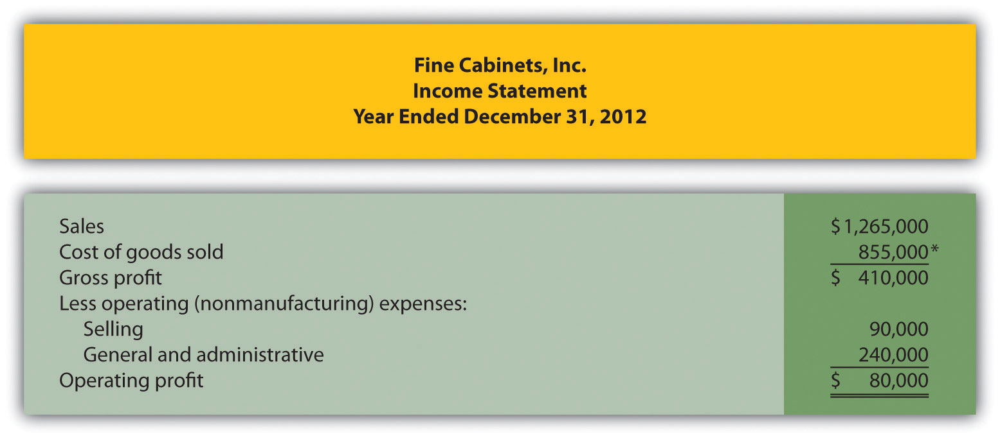 Fine Cabinets, Inc.
Income Statement
Year Ended December 31, 2012
Sales $1,265,000
Cost of goods sold 855,000*
Gross profit $ 410,000
Less operating (nonmanufacturing) expenses:
Selling 90,000
General and administrative 240,000
Operating profit $ 80,000